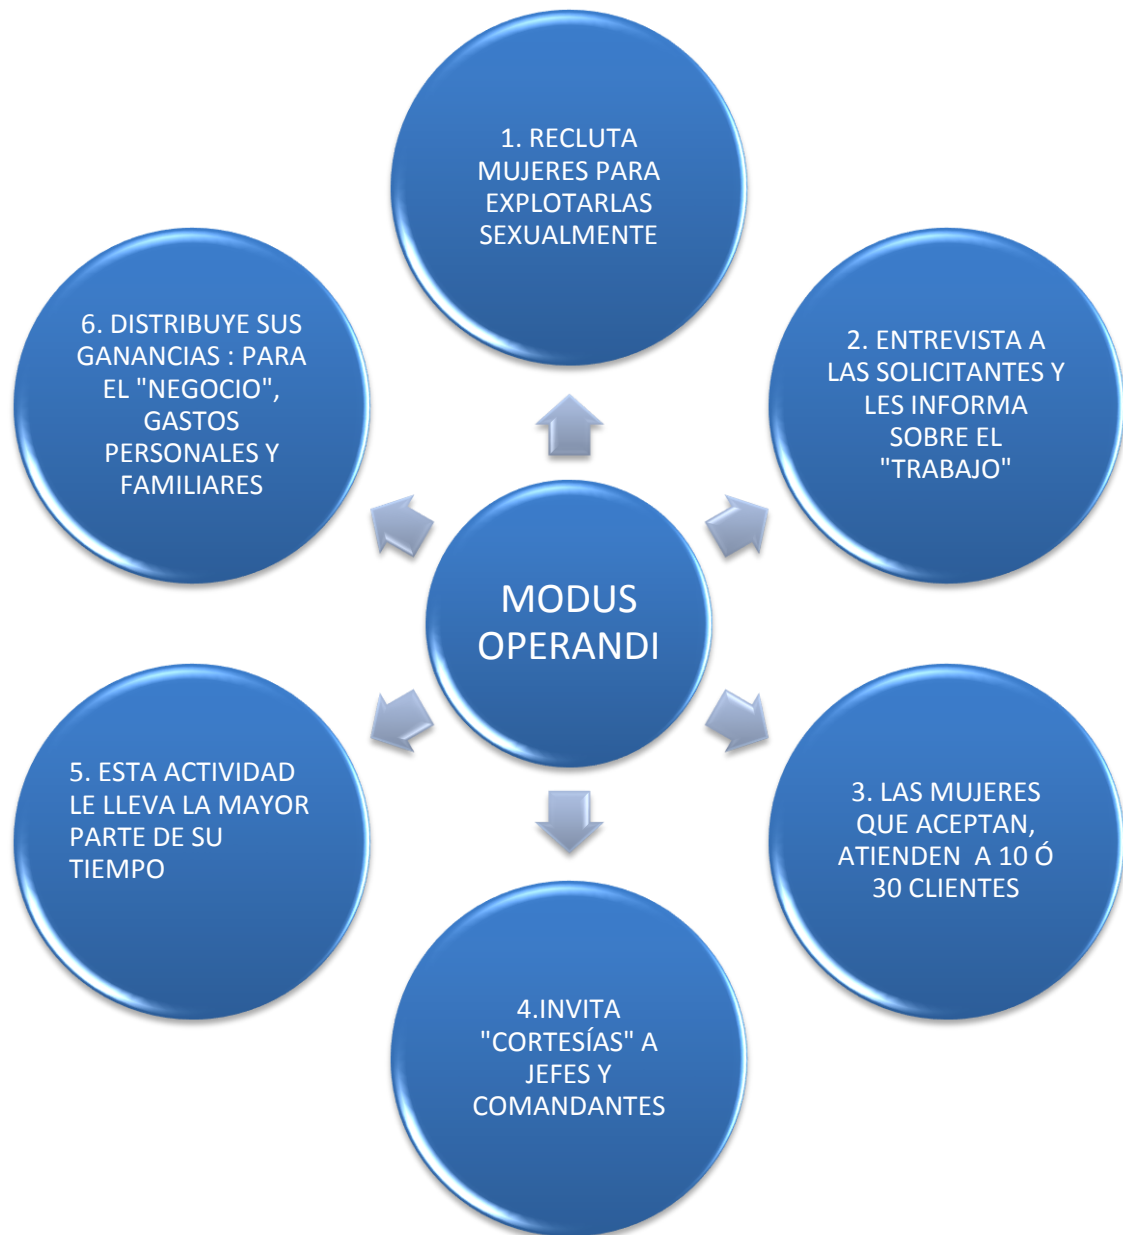 1. RECLUTA
MUJERES PARA
EXPLOTARLAS
SEXUALMENTE
2. ENTREVISTA A
LAS SOLICITANTES Y
LES INFORMA
SOBRE EL
"TRABAJO"
3. LAS MUJERES
QUE ACEPTAN,
ATIENDEN A 10 Ó
30 CLIENTES
4.INVITA
"CORTESÍAS" A
JEFES Y
COMANDANTES
5. ESTA ACTIVIDAD
LE LLEVA LA MAYOR
PARTE DE SU
TIEMPO
6. DISTRIBUYE SUS
GANANCIAS : PARA
EL "NEGOCIO",
GASTOS
PERSONALES Y
FAMILIARES
MODUS
OPERANDI